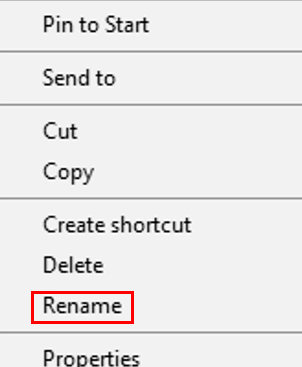 Pin to Start
Send to
Cut
Copy
Create shortcut
Delete
Rename
Properties